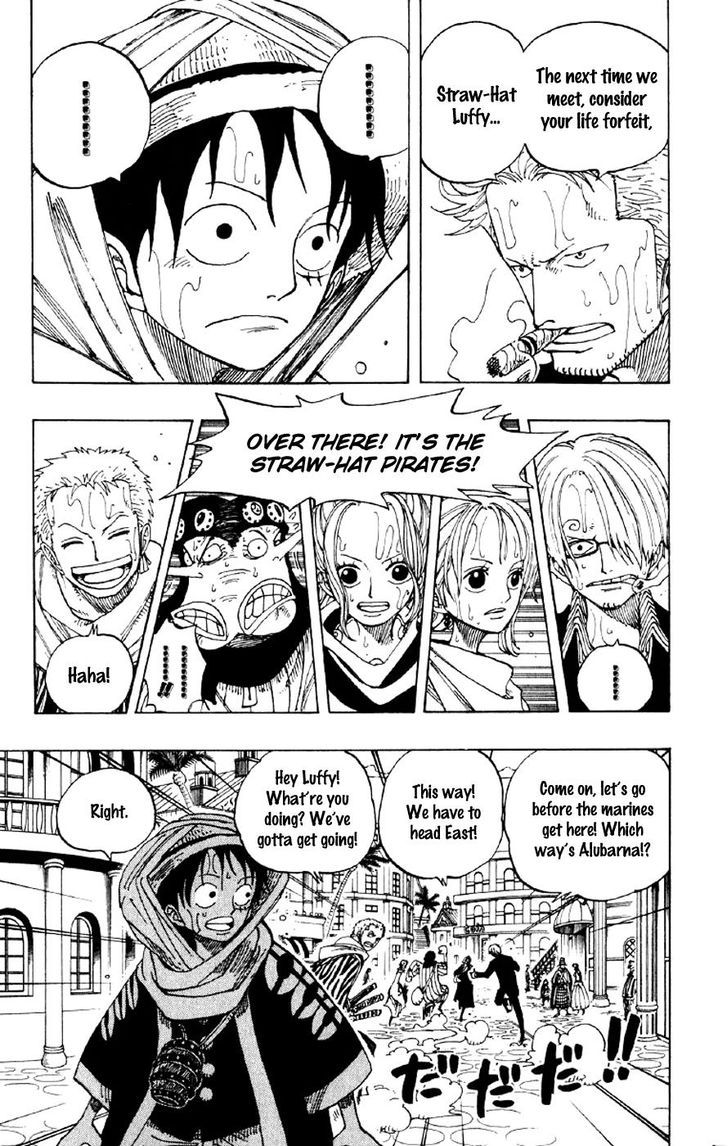 The next time we
meet, consider
your life forfeit,
Straw-Hat
Luffy...
OVER THERE! IT'S THE
STRAW-HAT PIRATES!
Haha!
!!
Come on, let's go
before the marines
get here! Which
way's Alubarna!?
This way!
We have to
head East!
Hey Luffy!
What're you
doing? We've
gotta get going!
Right.
だだだ!!